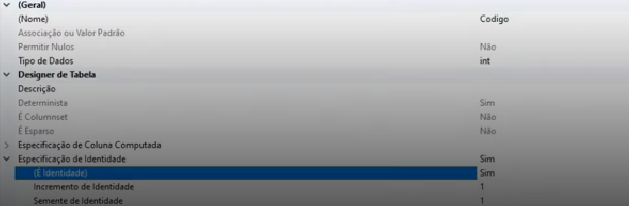 (Geral)
(Nome) Codigo
Associação ou Valor Padrão
Permitir Nulos Não
Tipo de Dados int
Designer de Tabela
Descrição
Determinista Sim
É Columnset Não
É Esparso Não
Especificação de Coluna Computada
Especificação de Identidade Sim
(É Identidade) Sim
Incremento de Identidade 1
Semente de Identidade 1